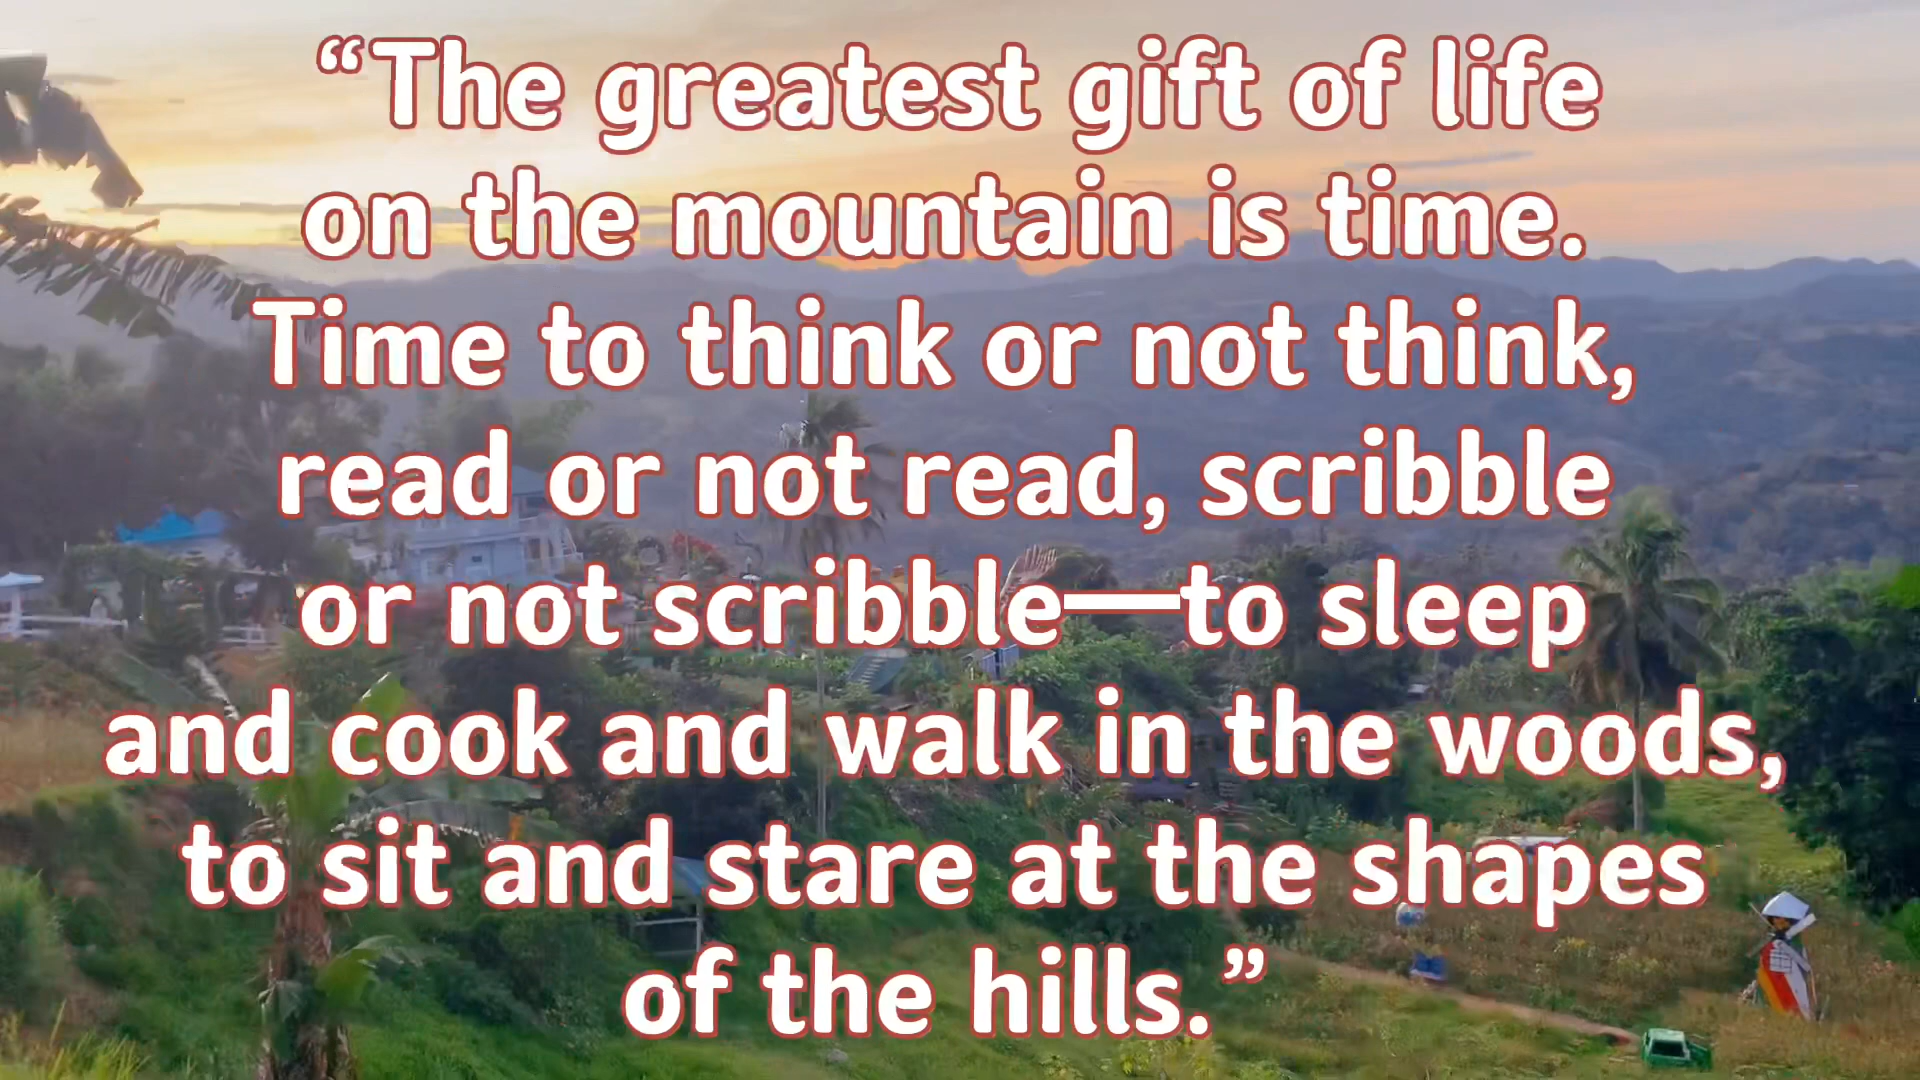 “The greatest gift of life
on the mountain is time.
Time to think or not think,
read or not read, scribble
or not scribble—to sleep
and cook and walk in the woods,
to sit and stare at the shapes
of the hills.”